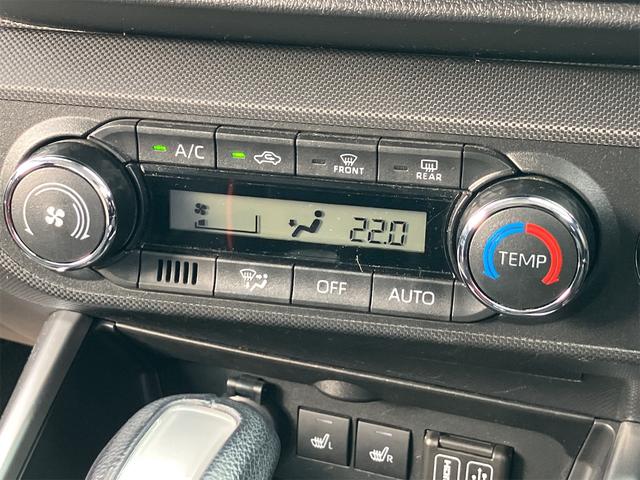 A/C
FRONT
REAR
22.0
TEMP
OFF
AUTO
L
R